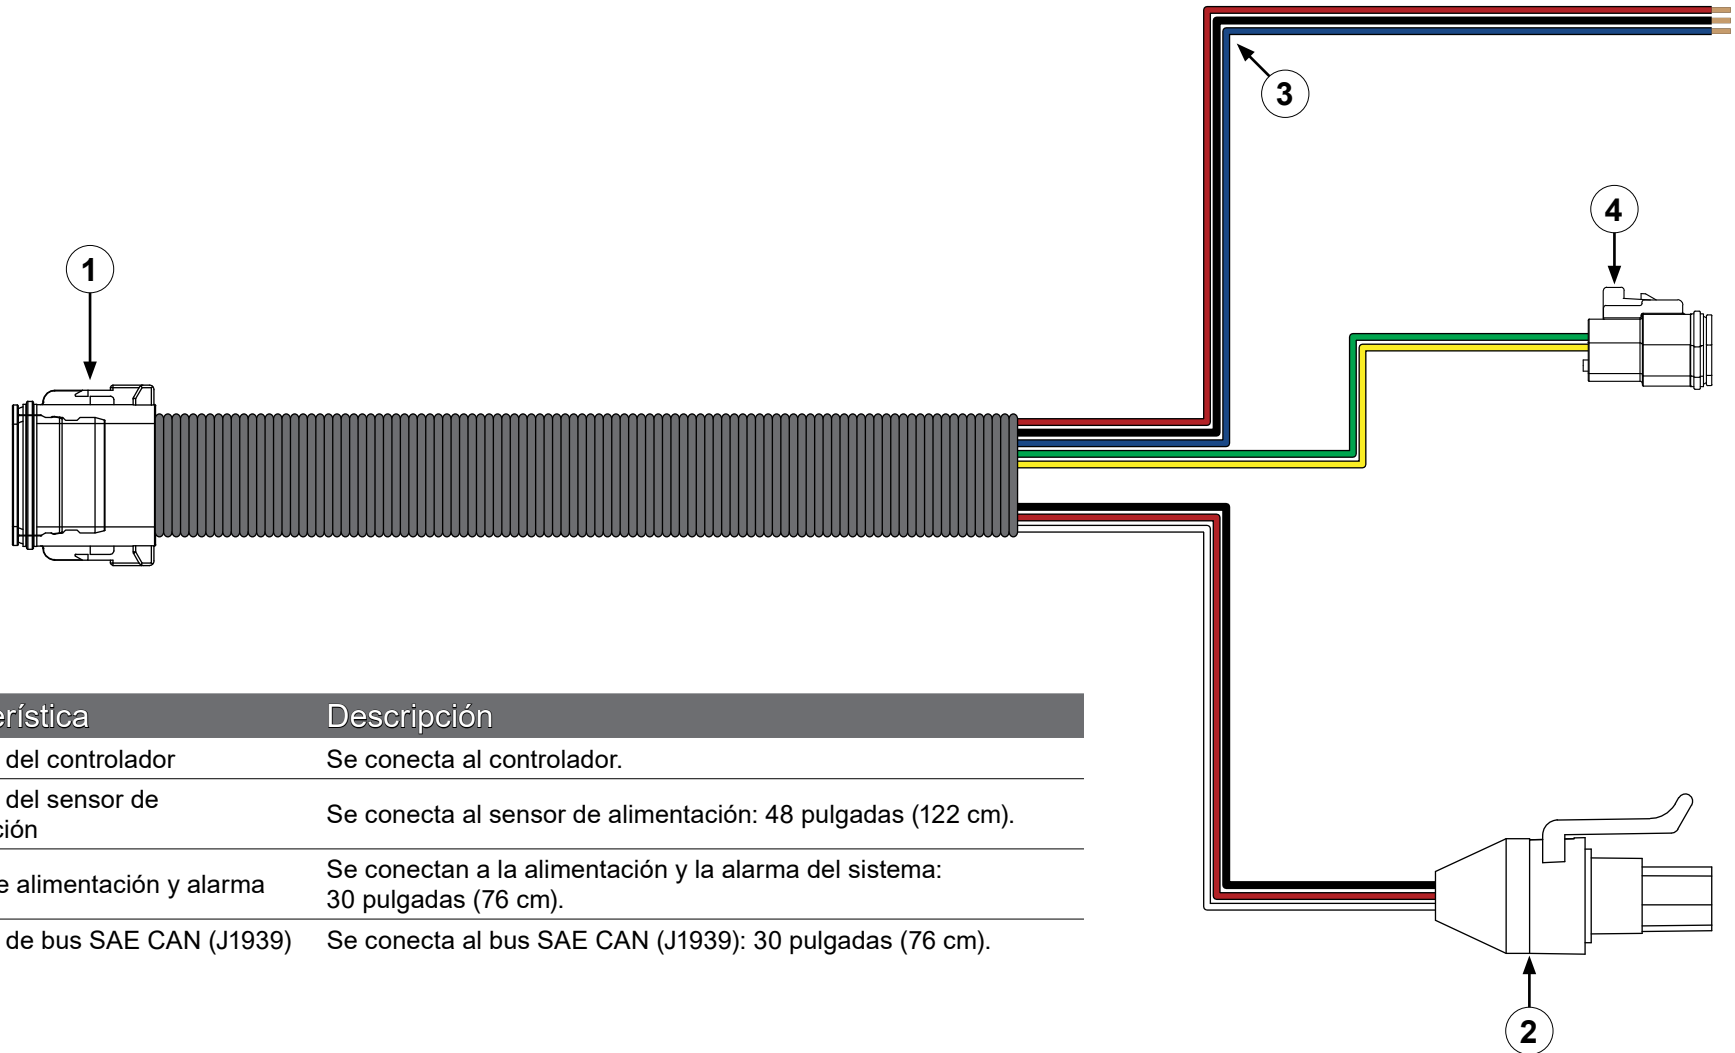 3
4
1
erística Descripción
del controlador Se conecta al controlador.
del sensor de
ción
Se conecta al sensor de alimentación: 48 pulgadas (122 cm).
e alimentación y alarma
Se conectan a la alimentación y la alarma del sistema:
30 pulgadas (76 cm).
de bus SAE CAN (J1939) Se conecta al bus SAE CAN (J1939): 30 pulgadas (76 cm).
2